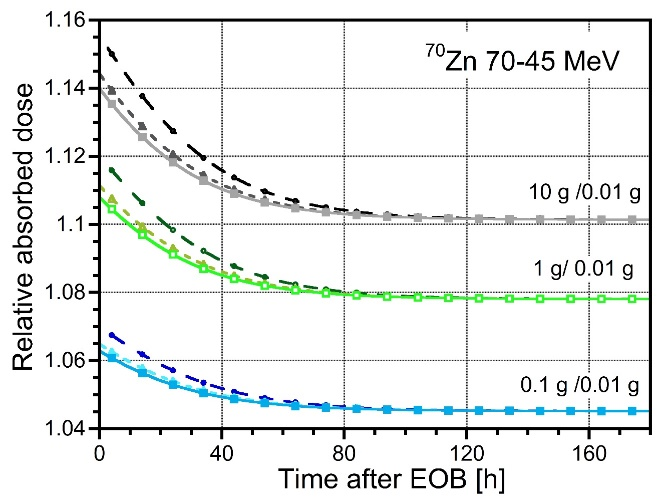 1.16
1.14
1.12
1.1
1.08
1.06
1.04
Relative absorbed dose
⁷⁰Zn 70-45 MeV
10 g /0.01 g
1 g/ 0.01 g
0.1 g/0.01 g
0 40 80 120 160
Time after EOB [h]